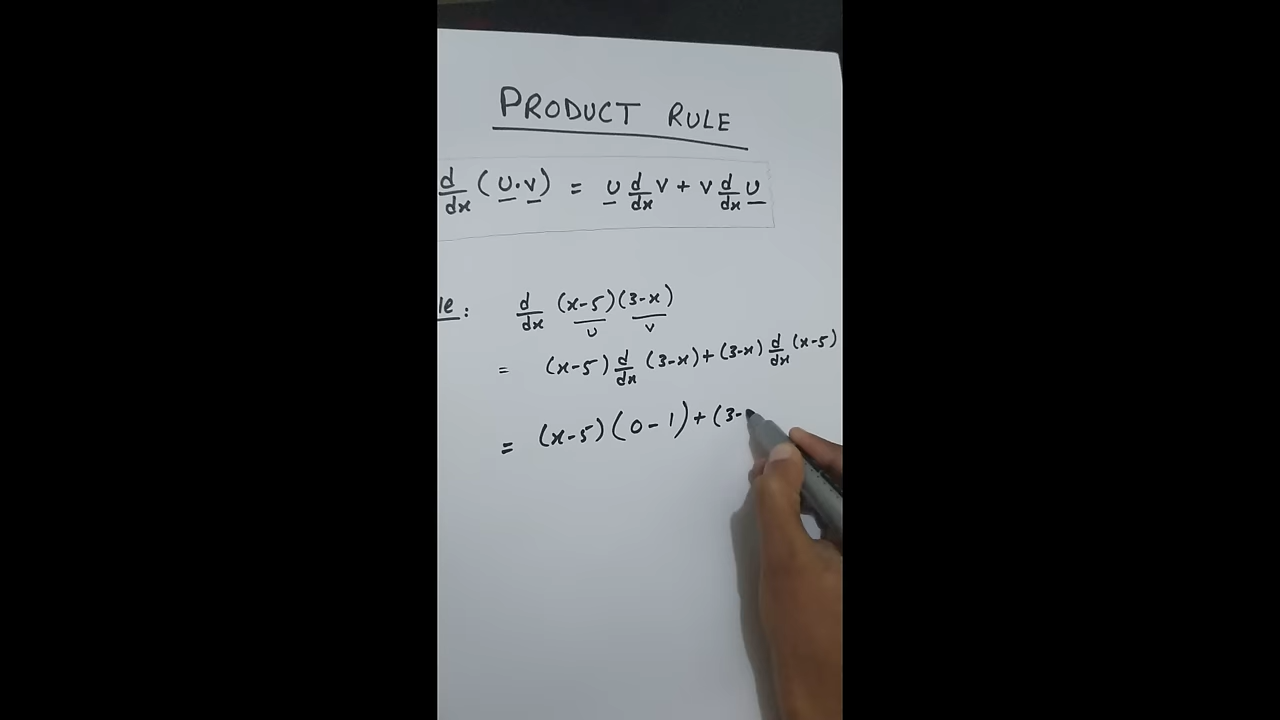 PRODUCT RULE
d/dx (U·V) = U d/dx V + V d/dx U
le: d/dx (x-5)(3-x)
U V
= (x-5) d/dx (3-x) + (3-x) d/dx (x-5)
= (x-5)(0-1) + (3-